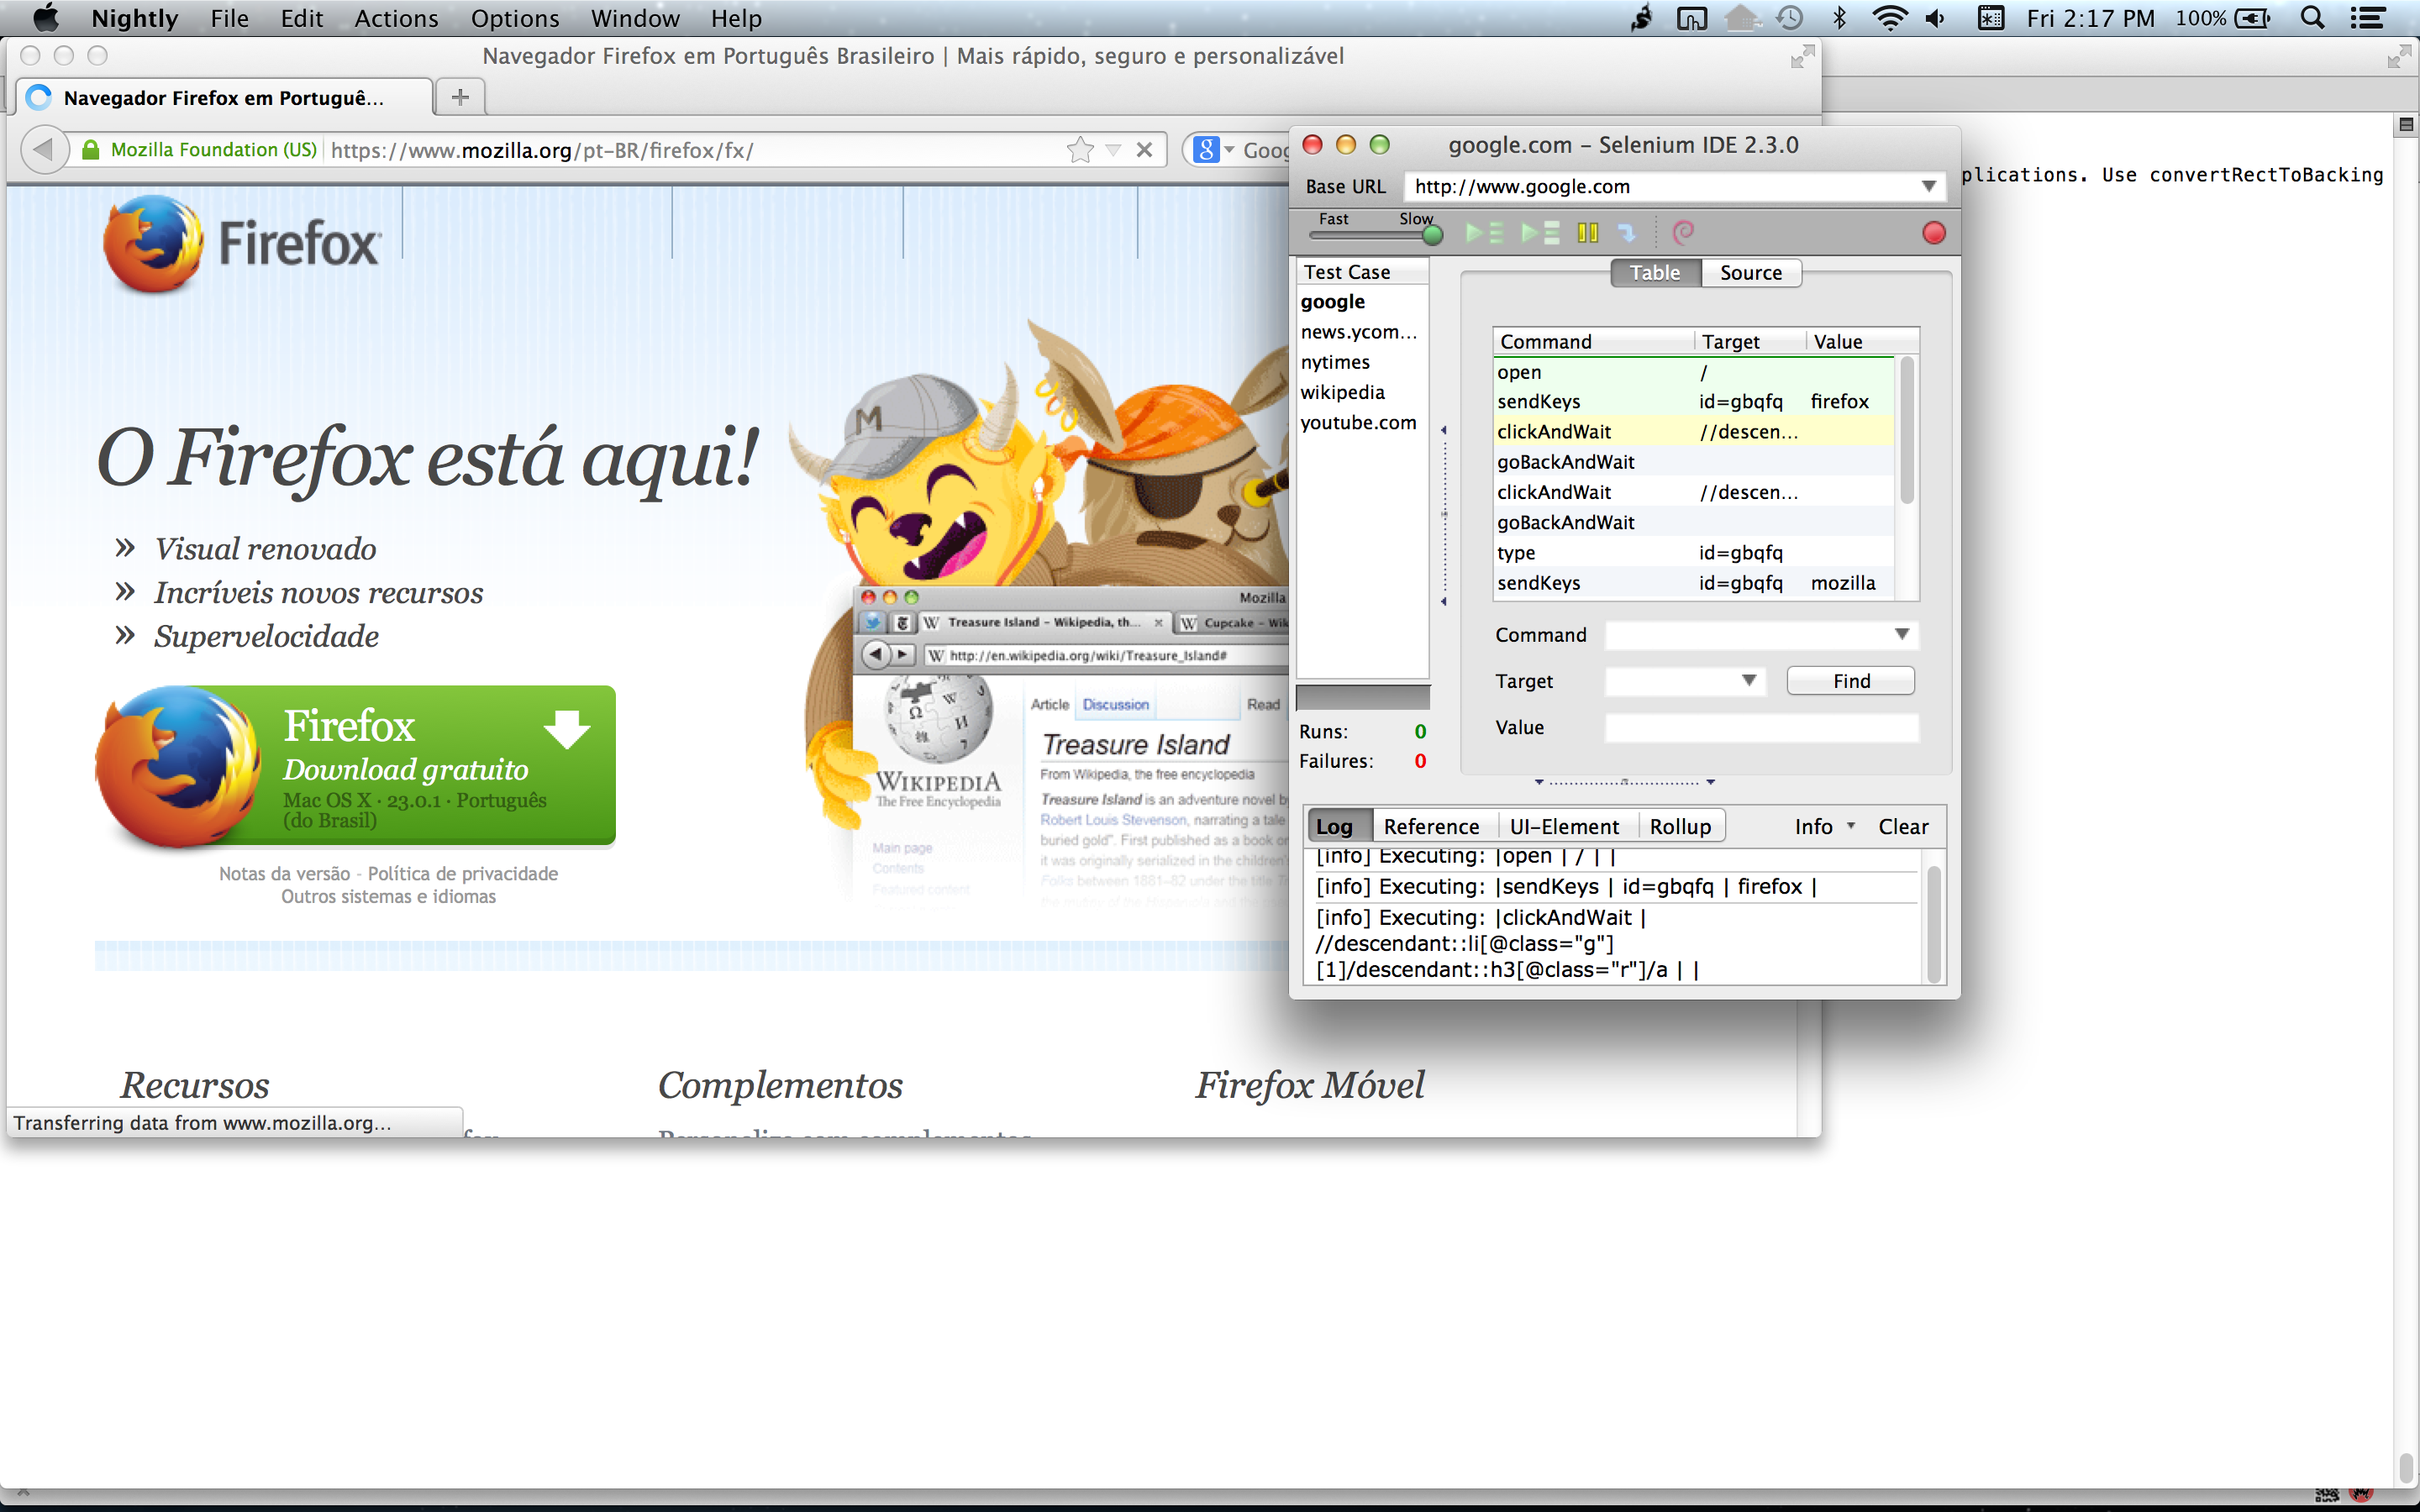 Nightly File Edit Actions Options Window Help Fri 2:17 PM 100%
Navegador Firefox em Português Brasileiro | Mais rápido, seguro e personalizável
Navegador Firefox em Portuguê...
Mozilla Foundation (US) https://www.mozilla.org/pt-BR/firefox/fx/
Goog
Firefox
O Firefox está aqui!
» Visual renovado
» Incríveis novos recursos
» Supervelocidade
Firefox
Download gratuito
Mac OS X · 23.0.1 · Português
(do Brasil)
Notas da versão - Política de privacidade
Outros sistemas e idiomas
M
Mozilla
Treasure Island – Wikipedia, th...
Cupcake – Wik
http://en.wikipedia.org/wiki/Treasure_Island#
Article Discussion Read
WIKIPEDIA
The Free Encyclopedia
Main page
Contents
Featured content
Treasure Island
From Wikipedia, the free encyclopedia
Treasure Island is an adventure novel by
Robert Louis Stevenson, narrating a tale
buried gold". First published as a book on
it was originally serialized in the children's
Folks between 1881–82 under the title
Recursos
Complementos
Firefox Móvel
Transferring data from www.mozilla.org...
Personalize com complementos
google.com – Selenium IDE 2.3.0
Base URL http://www.google.com
Fast Slow
Test Case
google
news.ycom...
nytimes
wikipedia
youtube.com
Runs: 0
Failures: 0
Table Source
Command Target Value
open /
sendKeys id=gbqfq firefox
clickAndWait //descen...
goBackAndWait
clickAndWait //descen...
goBackAndWait
type id=gbqfq
sendKeys id=gbqfq mozilla
Command
Target Find
Value
Log Reference UI-Element Rollup Info Clear
[info] Executing: |open | / | |
[info] Executing: |sendKeys | id=gbqfq | firefox |
[info] Executing: |clickAndWait |
//descendant::li[@class="g"]
[1]/descendant::h3[@class="r"]/a | |
plications. Use convertRectToBacking